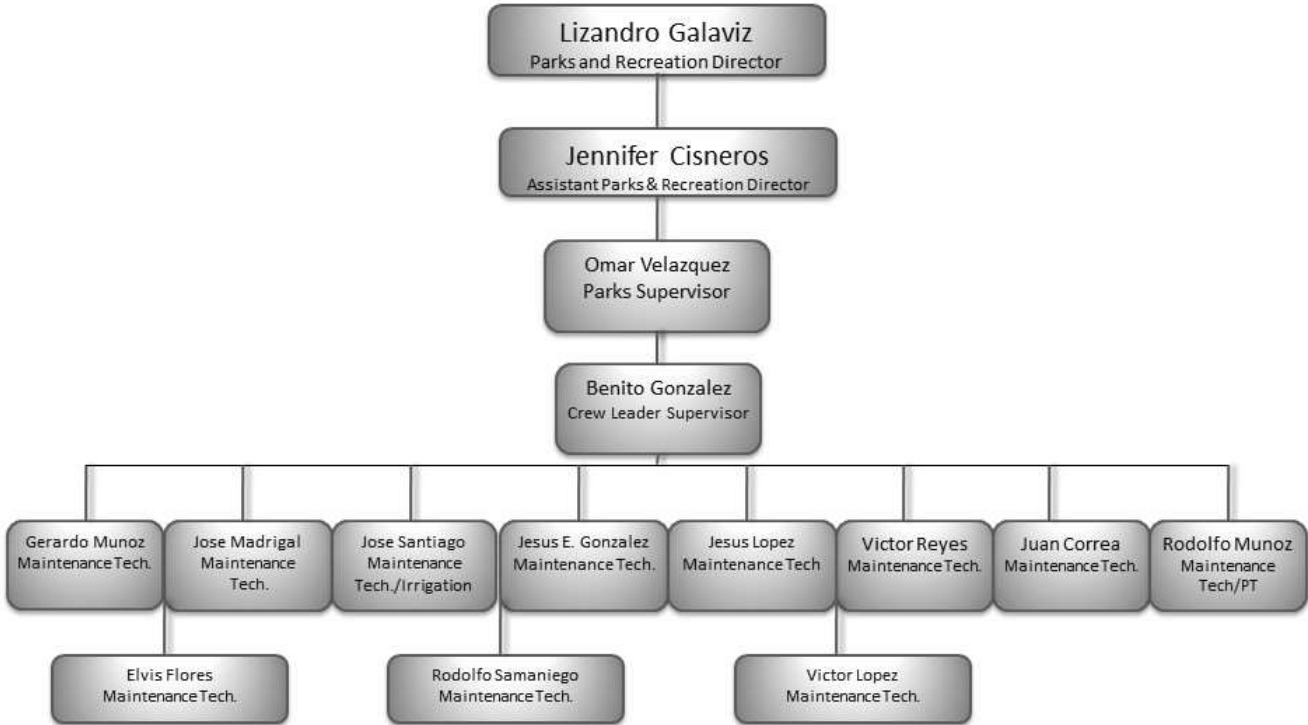 Lizandro Galaviz
Parks and Recreation Director
Jennifer Cisneros
Assistant Parks & Recreation Director
Omar Velazquez
Parks Supervisor
Benito Gonzalez
Crew Leader Supervisor
Gerardo Munoz
Maintenance Tech.
Jose Madrigal
Maintenance
Tech.
Jose Santiago
Maintenance
Tech./Irrigation
Jesus E. Gonzalez
Maintenance Tech.
Jesus Lopez
Maintenance Tech
Victor Reyes
Maintenance Tech.
Juan Correa
Maintenance Tech.
Rodolfo Munoz
Maintenance
Tech/PT
Elvis Flores
Maintenance Tech.
Rodolfo Samaniego
Maintenance Tech.
Victor Lopez
Maintenance Tech.